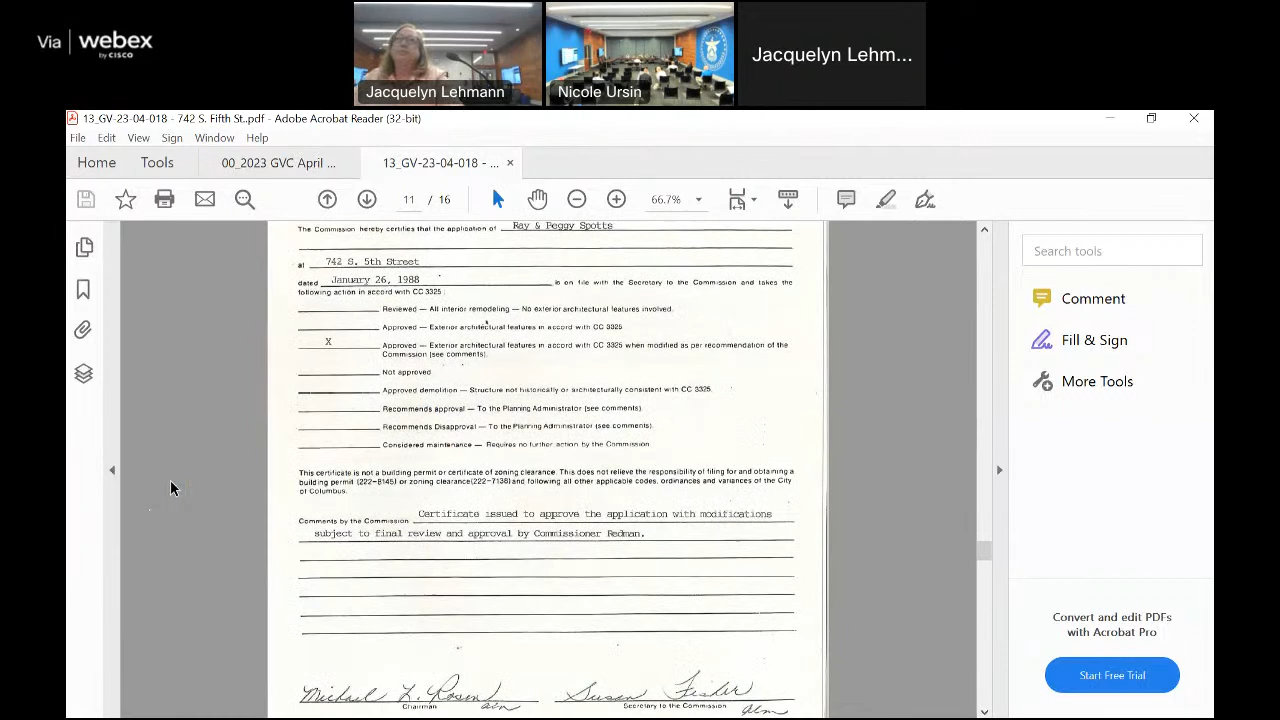 Via webex
by CISCO
Jacquelyn Lehmann
Nicole Ursin
Jacquelyn Lehm...
13_GV-23-04-018 - 742 S. Fifth St..pdf - Adobe Acrobat Reader (32-bit)
File Edit View Sign Window Help
Home Tools 00_2023 GVC April ... 13_GV-23-04-018 - ... ×
11 / 16 66.7%
The Commission hereby certifies that the application of Ray & Peggy Spotts
at 742 S. 5th Street
dated January 26, 1988 is on file with the Secretary to the Commission and takes the
following action in accord with CC 3325:
Reviewed — All interior remodeling — No exterior architectural features involved.
Approved — Exterior architectural features in accord with CC 3325
X Approved — Exterior architectural features in accord with CC 3325 when modified as per recommendation of the
Commission (see comments).
Not approved
Approved demolition — Structure not historically or architecturally consistent with CC 3325.
Recommends approval — To the Planning Administrator (see comments).
Recommends Disapproval — To the Planning Administrator (see comments).
Considered maintenance — Requires no further action by the Commission
This certificate is not a building permit or certificate of zoning clearance. This does not relieve the responsibility of filing for and obtaining a
building permit (222-8145) or zoning clearance(222-7138)and following all other applicable codes, ordinances and variances of the City
of Columbus.
Comments by the Commission Certificate issued to approve the application with modifications
subject to final review and approval by Commissioner Redman.
Michael L. Rosen Susan Fisher
Chairman Secretary to the Commission
Search tools
Comment
Fill & Sign
More Tools
Convert and edit PDFs
with Acrobat Pro
Start Free Trial